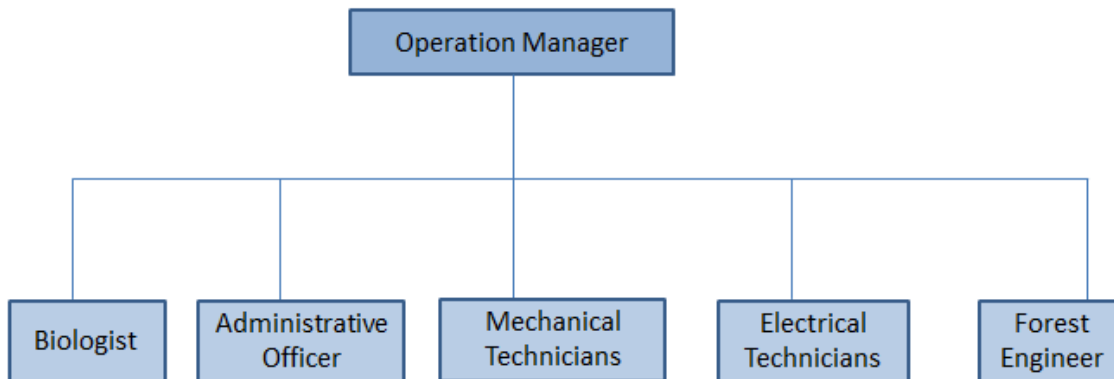 Operation Manager
Biologist
Administrative
Officer
Mechanical
Technicians
Electrical
Technicians
Forest
Engineer